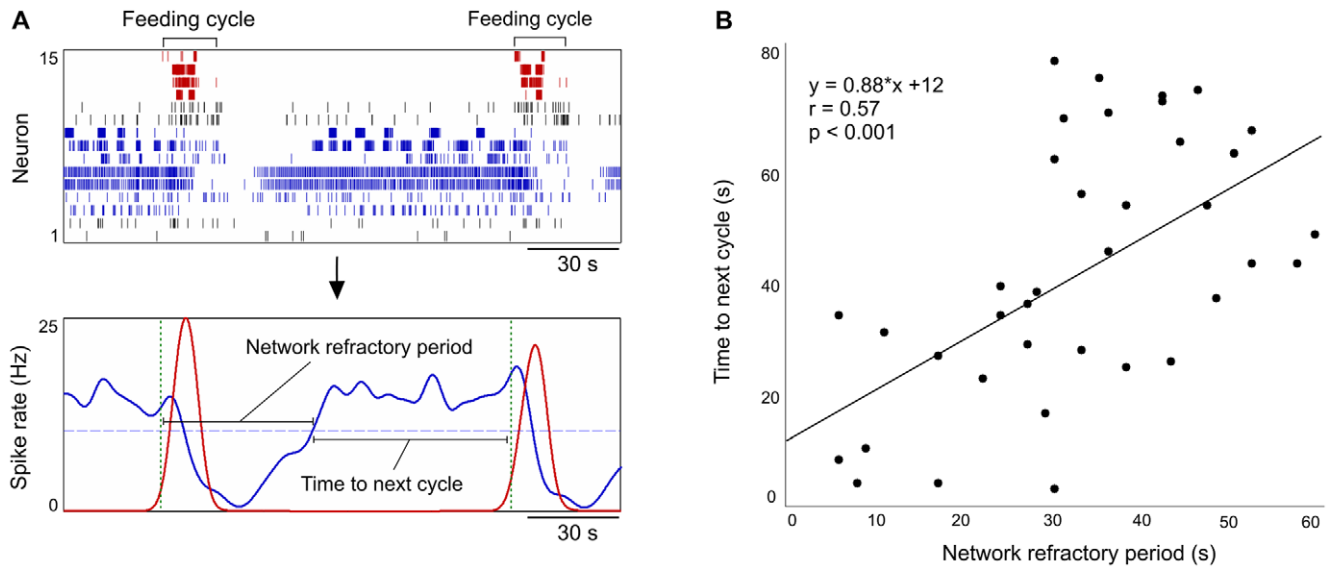 A
Feeding cycle
Feeding cycle
15
Neuron
1
30 s
25
Spike rate (Hz)
0
Network refractory period
Time to next cycle
30 s
B
80
60
40
20
0
Time to next cycle (s)
y = 0.88*x +12
r = 0.57
p < 0.001
0 10 20 30 40 50 60
Network refractory period (s)